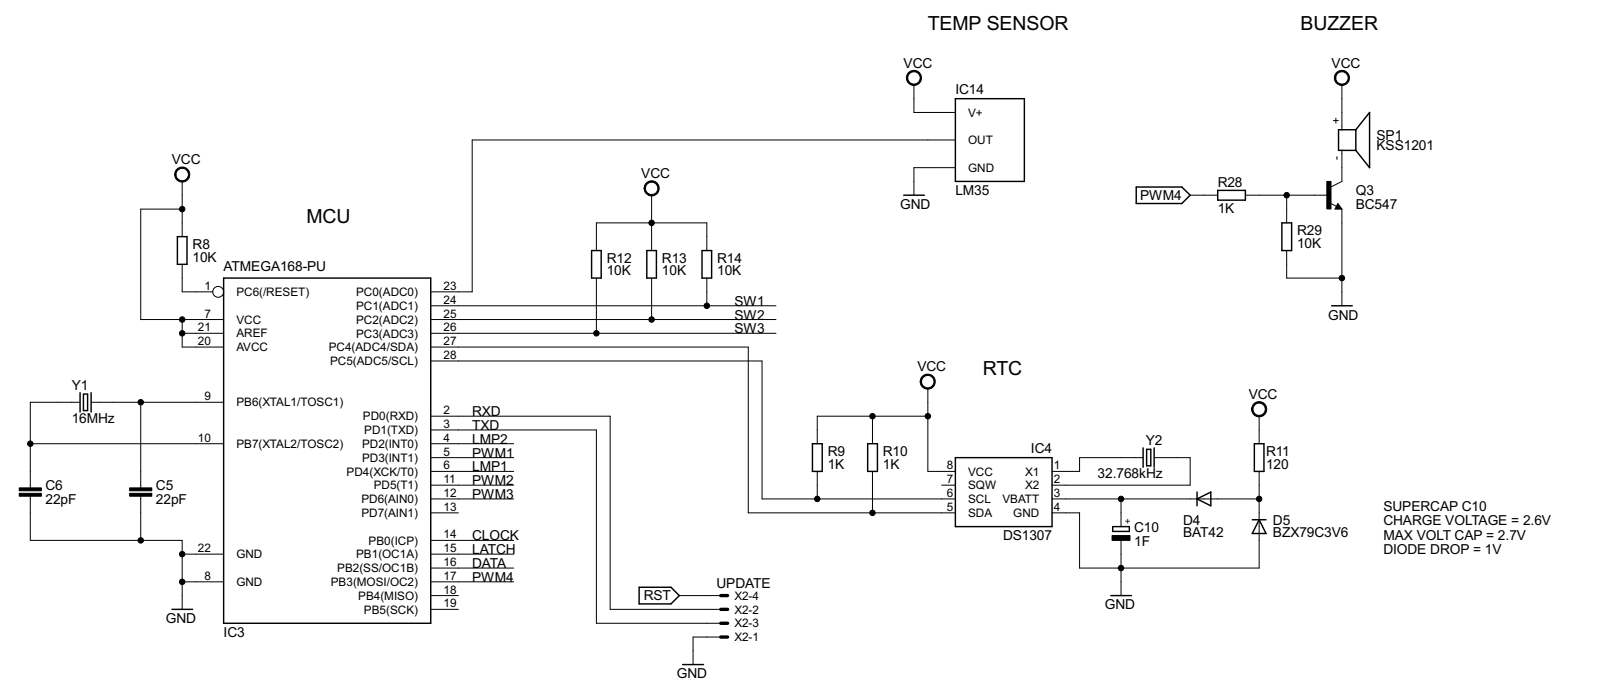 TEMP SENSOR
BUZZER
VCC
IC14
V+
OUT
GND
LM35
GND
VCC
+
SP1
KSS1201
-
PWM4
R28
1K
Q3
BC547
R29
10K
GND
VCC
MCU
R8
10K
VCC
R12
10K
R13
10K
R14
10K
ATMEGA168-PU
1 PC6(/RESET)
7 VCC
21 AREF
20 AVCC
9 PB6(XTAL1/TOSC1)
10 PB7(XTAL2/TOSC2)
22 GND
8 GND
PC0(ADC0) 23
PC1(ADC1) 24 SW1
PC2(ADC2) 25 SW2
PC3(ADC3) 26 SW3
PC4(ADC4/SDA) 27
PC5(ADC5/SCL) 28
PD0(RXD) 2 RXD
PD1(TXD) 3 TXD
PD2(INT0) 4 LMP2
PD3(INT1) 5 PWM1
PD4(XCK/T0) 6 LMP1
PD5(T1) 11 PWM2
PD6(AIN0) 12 PWM3
PD7(AIN1) 13
PB0(ICP) 14 CLOCK
PB1(OC1A) 15 LATCH
PB2(SS/OC1B) 16 DATA
PB3(MOSI/OC2) 17 PWM4
PB4(MISO) 18
PB5(SCK) 19
IC3
Y1
16MHz
C6
22pF
C5
22pF
GND
UPDATE
RST
X2-4
X2-2
X2-3
X2-1
GND
RTC
VCC
R9
1K
R10
1K
IC4
8 VCC
7 SQW
6 SCL
5 SDA
X1 1
X2 2
VBATT 3
GND 4
DS1307
Y2
32.768kHz
+
C10
1F
GND
D4
BAT42
VCC
R11
120
D5
BZX79C3V6
SUPERCAP C10
CHARGE VOLTAGE = 2.6V
MAX VOLT CAP = 2.7V
DIODE DROP = 1V